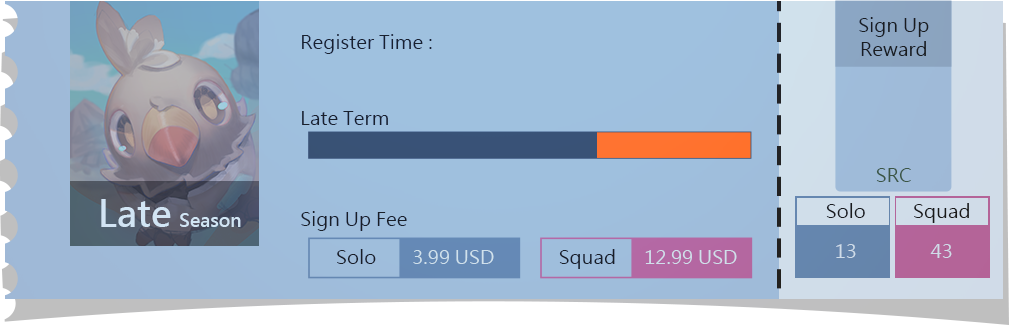 Late Season
Register Time :
Late Term
Sign Up Fee
Solo 3.99 USD
Squad 12.99 USD
Sign Up
Reward
SRC
Solo Squad
13 43